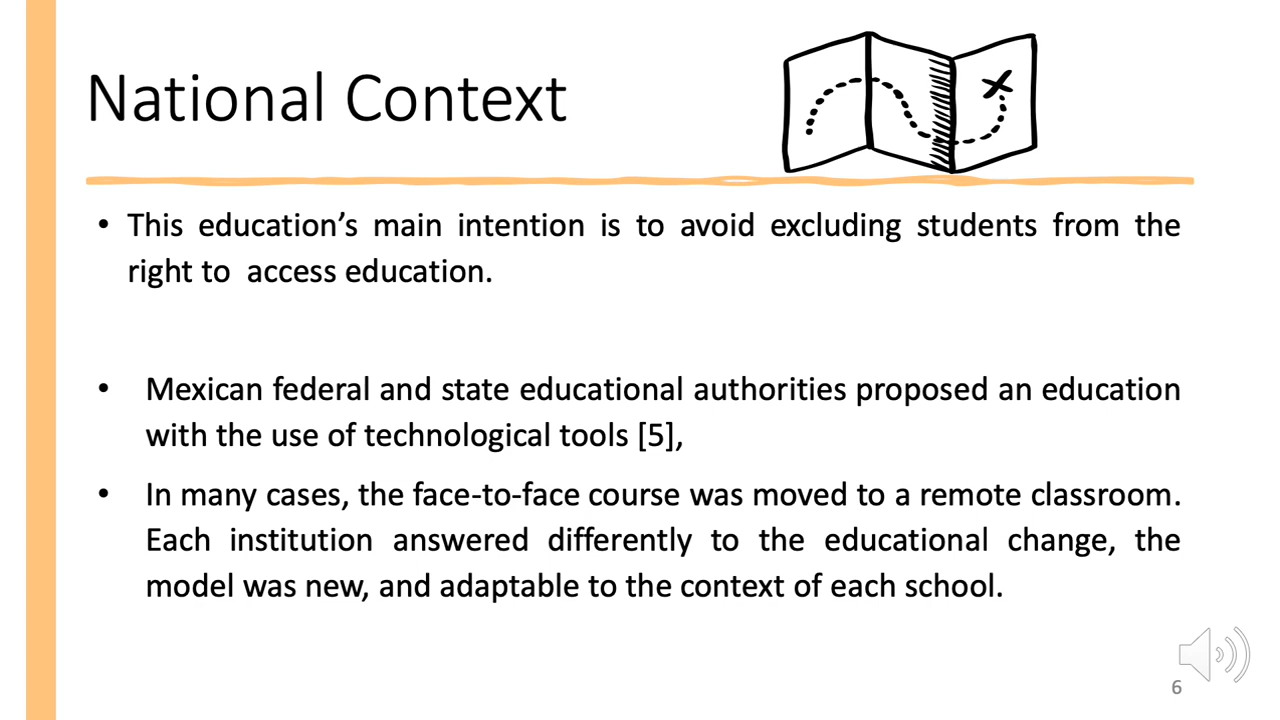 National Context
• This education’s main intention is to avoid excluding students from the
right to  access education.
• Mexican federal and state educational authorities proposed an education
with the use of technological tools [5],
• In many cases, the face-to-face course was moved to a remote classroom.
Each institution answered differently to the educational change, the
model was new, and adaptable to the context of each school.
6